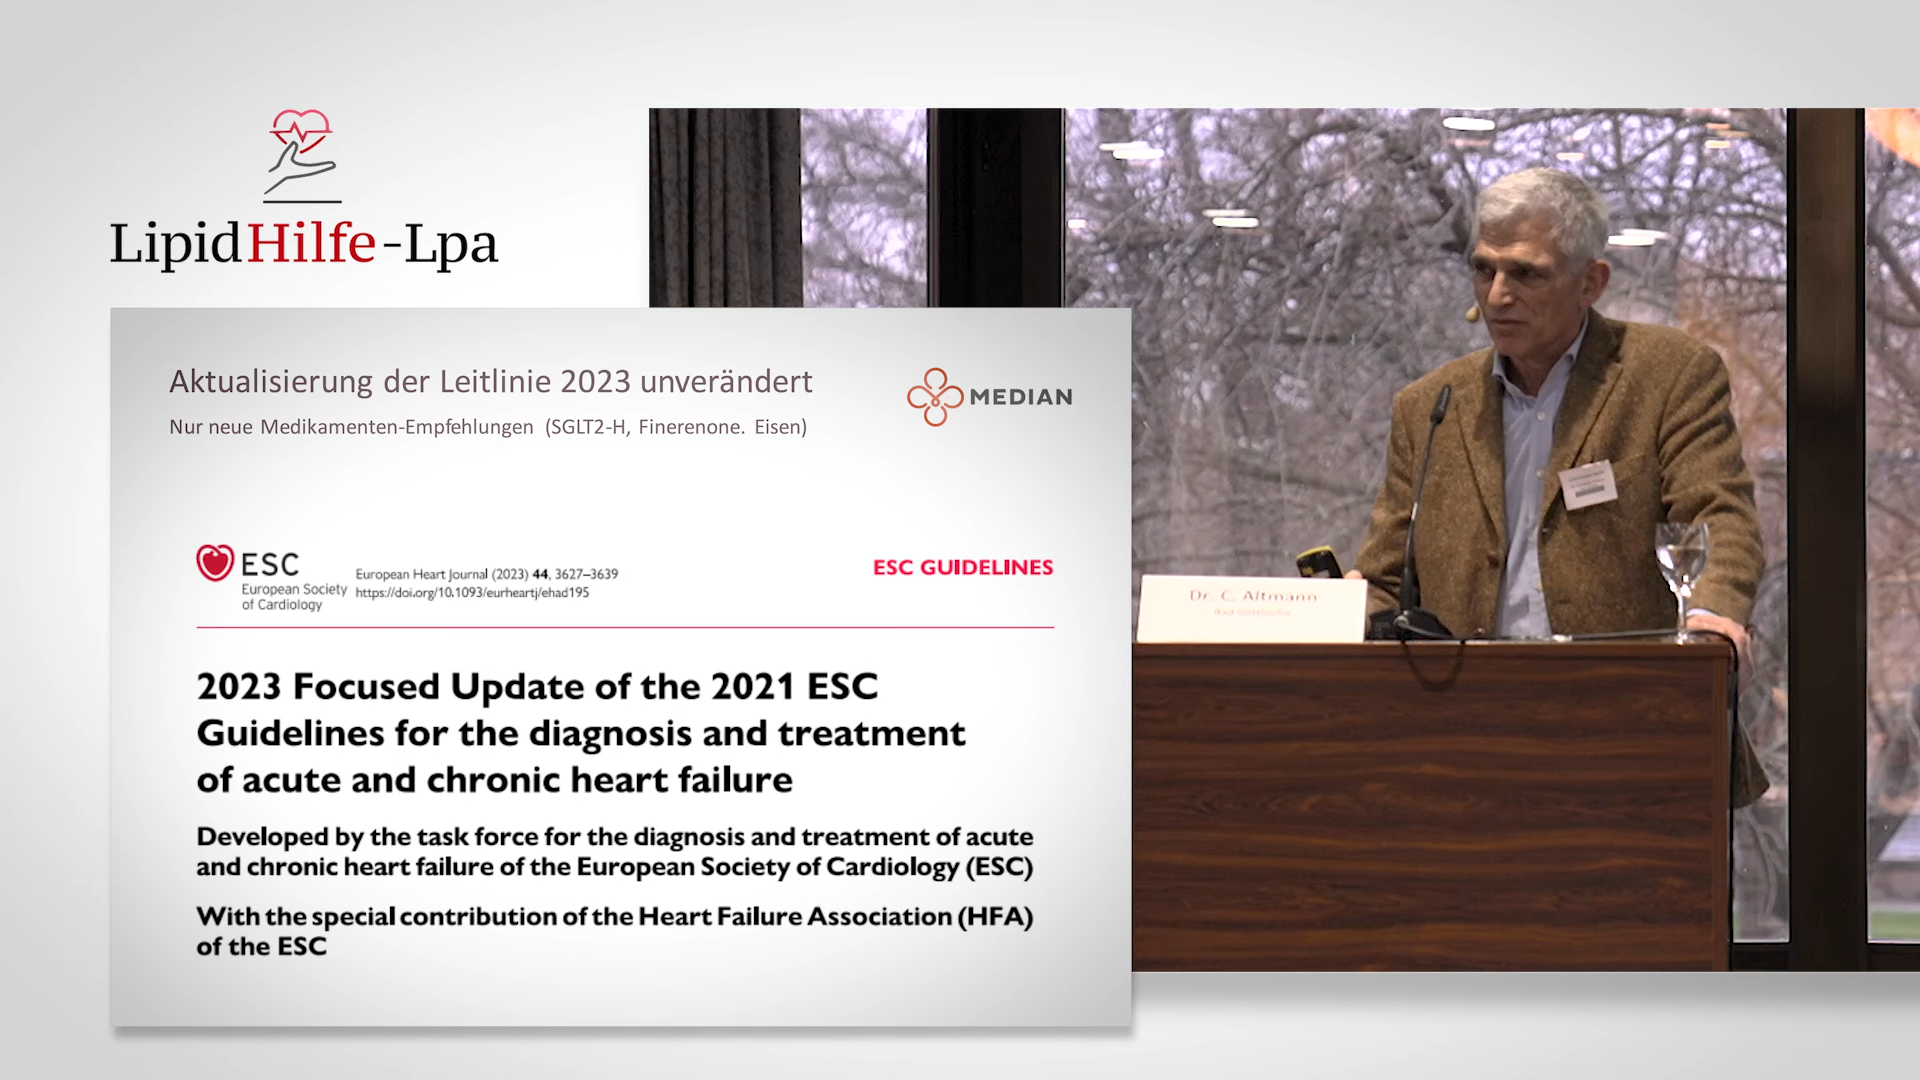 LipidHilfe-Lpa
Aktualisierung der Leitlinie 2023 unverändert
Nur neue Medikamenten-Empfehlungen (SGLT2-H, Finerenone. Eisen)
MEDIAN
ESC
European Society
of Cardiology
European Heart Journal (2023) 44, 3627–3639
https://doi.org/10.1093/eurheartj/ehad195
ESC GUIDELINES
2023 Focused Update of the 2021 ESC
Guidelines for the diagnosis and treatment
of acute and chronic heart failure
Developed by the task force for the diagnosis and treatment of acute
and chronic heart failure of the European Society of Cardiology (ESC)
With the special contribution of the Heart Failure Association (HFA)
of the ESC
Dr. C. Altmann